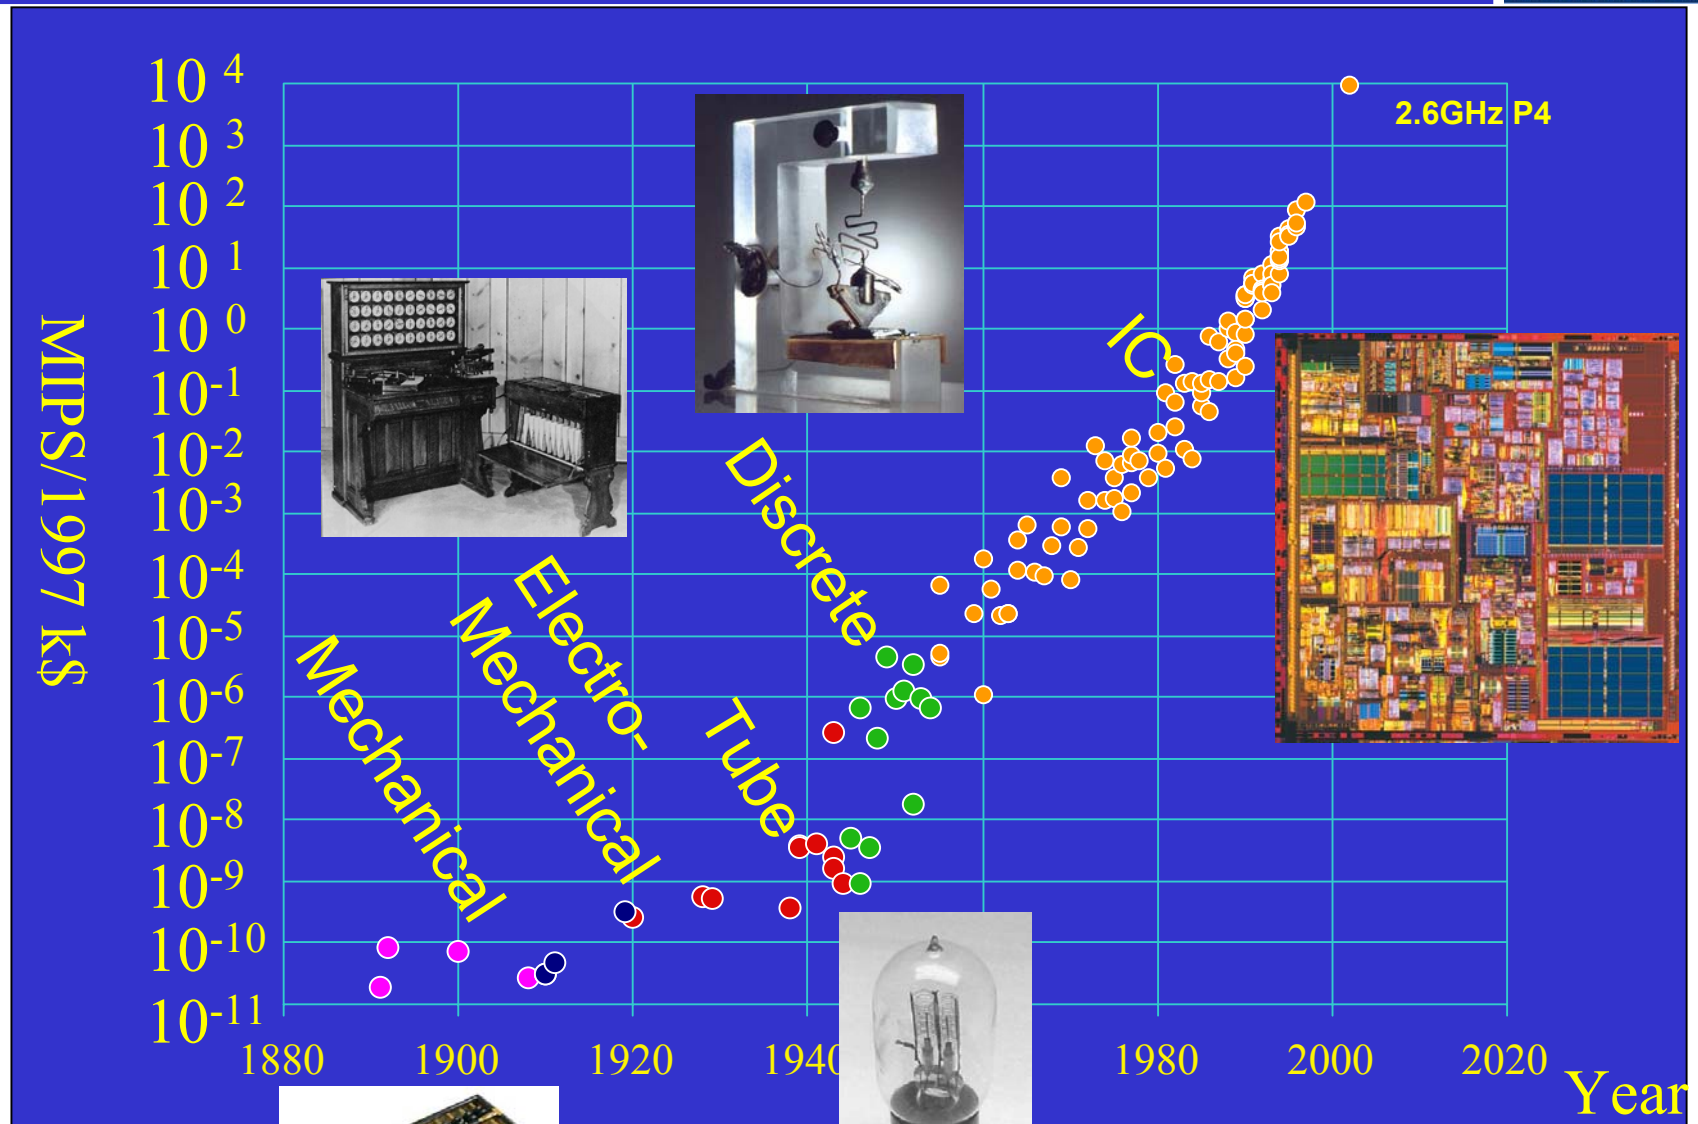 10 4
10 3
10 2
10 1
10 0
10-1
10-2
10-3
10-4
10-5
10-6
10-7
10-8
10-9
10-10
10-11
MIPS/1997 k$
2.6GHz P4
IC
Discrete
Electro-
Mechanical
Mechanical
Tube
1880 1900 1920 1940 1980 2000 2020
Year